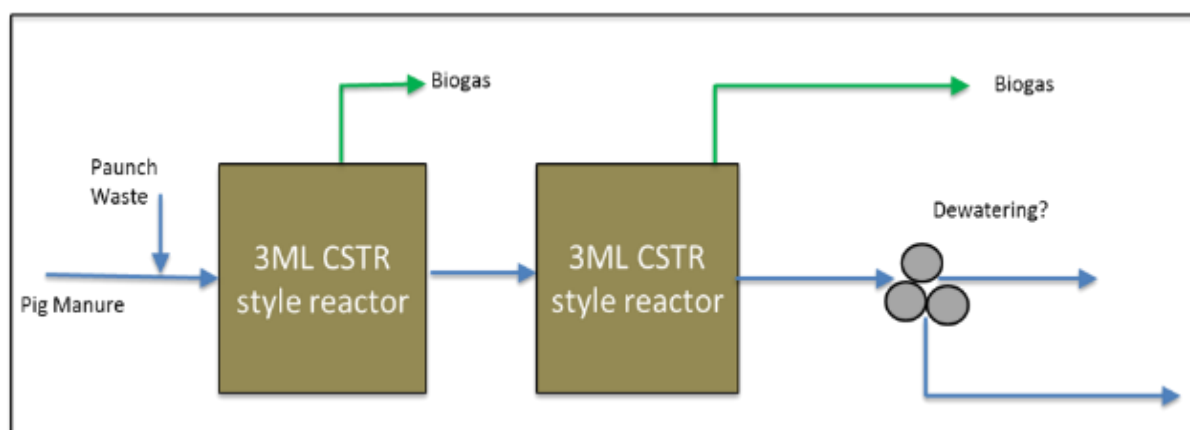 Biogas
Biogas
Paunch
Waste
Dewatering?
3ML CSTR
style reactor
3ML CSTR
style reactor
Pig Manure